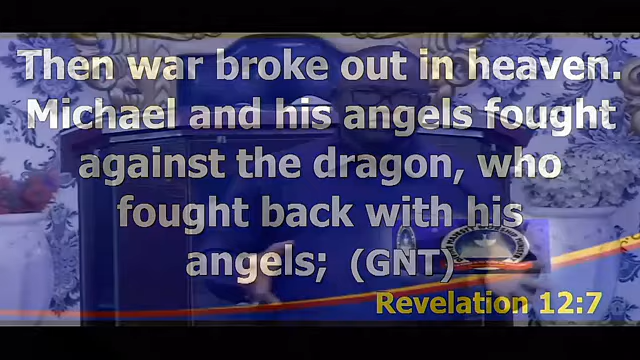 Then war broke out in heaven.
Michael and his angels fought
against the dragon, who
fought back with his
angels; (GNT)
Revelation 12:7